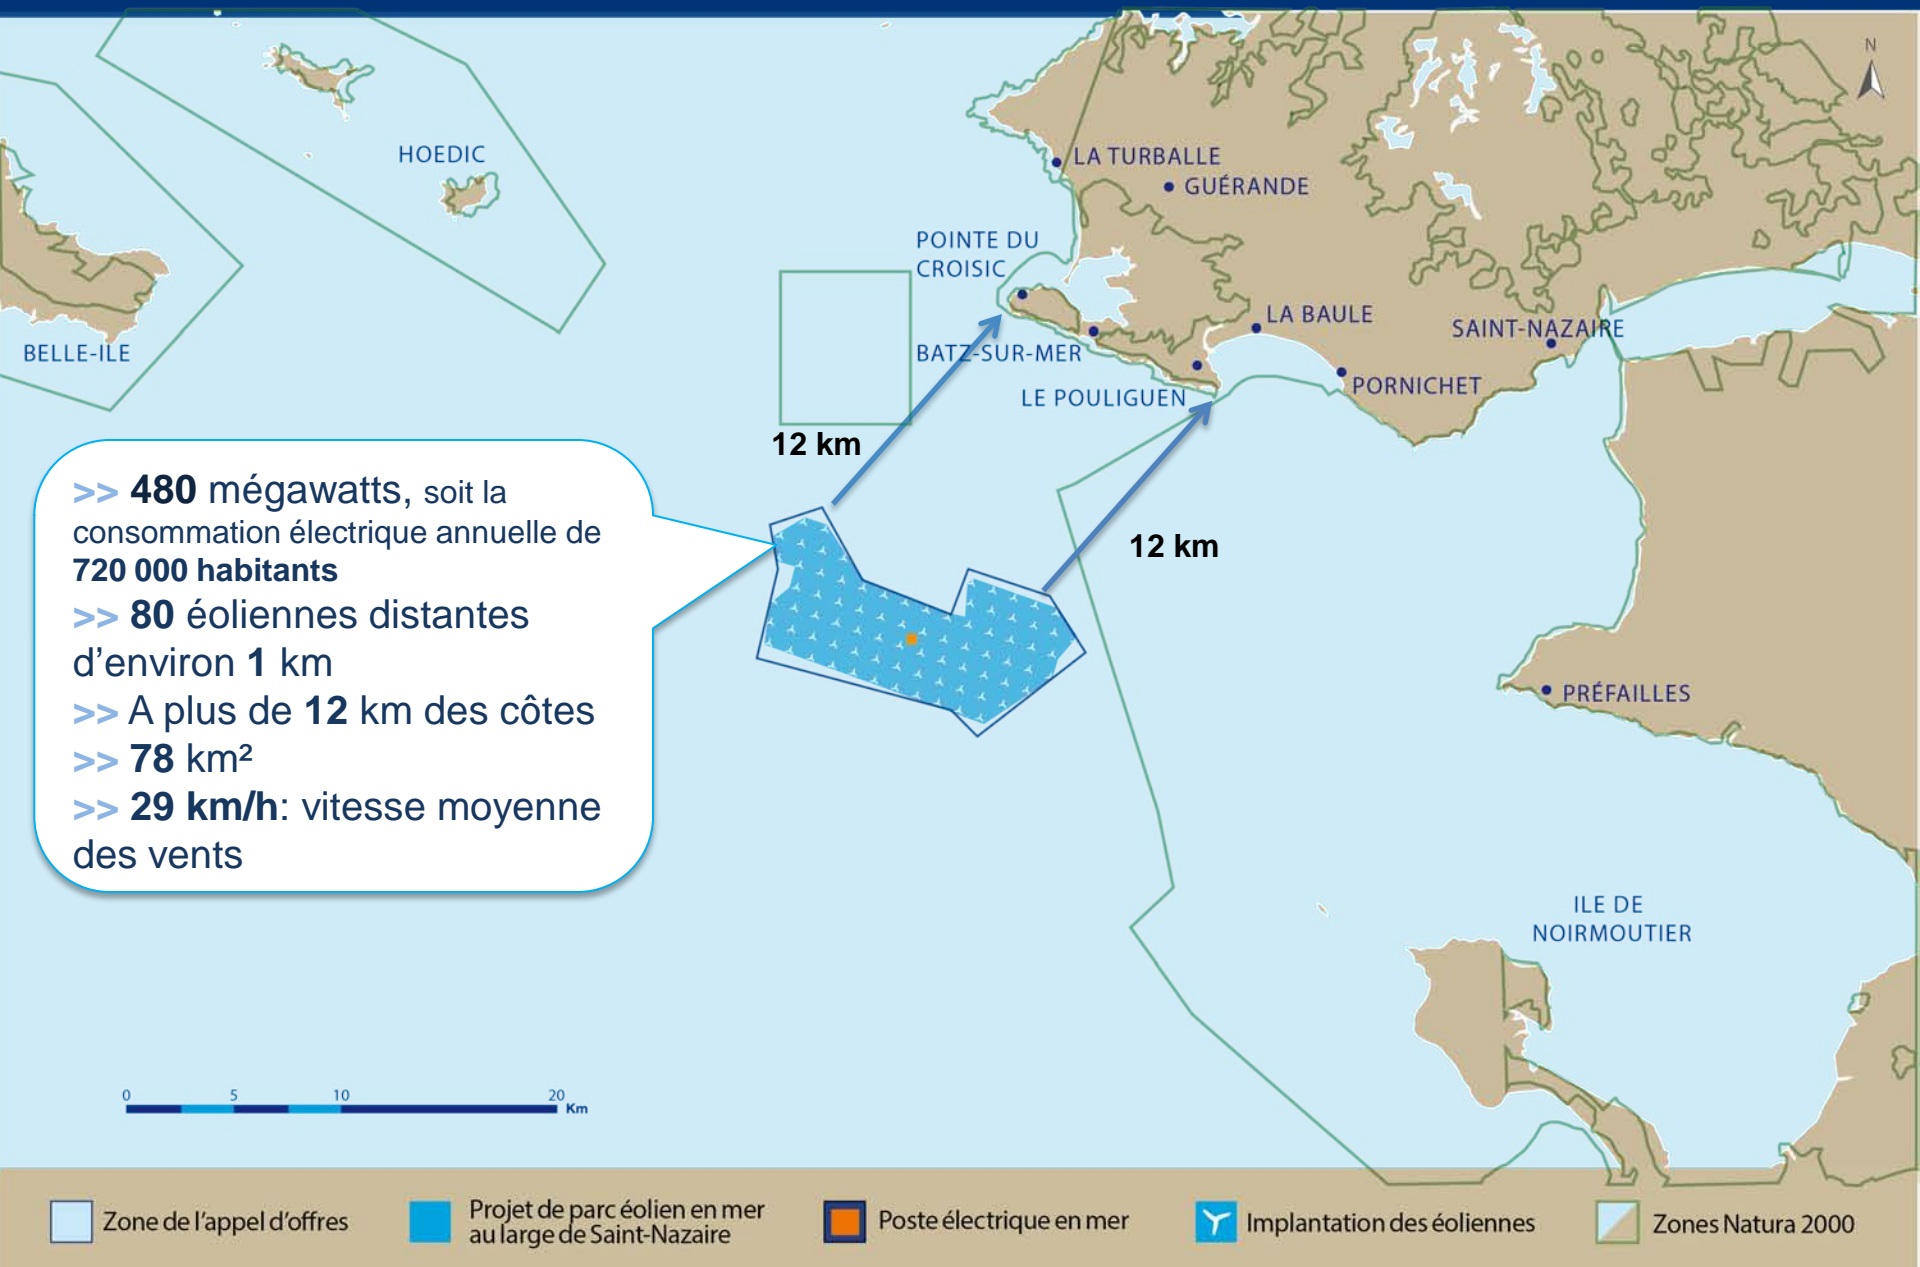 N
HOEDIC
LA TURBALLE
GUÉRANDE
POINTE DU
CROISIC
BELLE-ILE
BATZ-SUR-MER
LA BAULE
SAINT-NAZAIRE
LE POULIGUEN
PORNICHET
12 km
12 km
>> 480 mégawatts, soit la
consommation électrique annuelle de
720 000 habitants
>> 80 éoliennes distantes
d’environ 1 km
>> A plus de 12 km des côtes
>> 78 km²
>> 29 km/h: vitesse moyenne
des vents
PRÉFAILLES
ILE DE
NOIRMOUTIER
0 5 10 20
Km
Zone de l'appel d'offres
Projet de parc éolien en mer
au large de Saint-Nazaire
Poste électrique en mer
Implantation des éoliennes
Zones Natura 2000